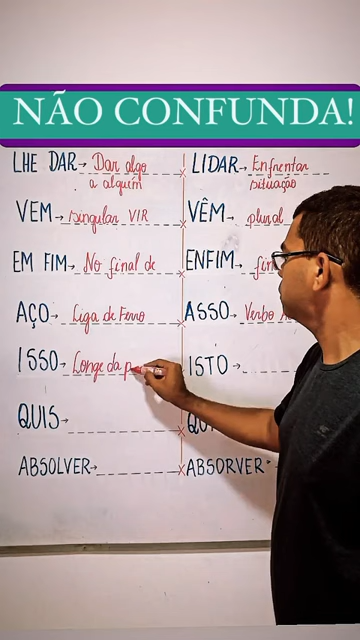 NÃO CONFUNDA!
LHE DAR→ Dar algo a alguém
LIDAR→ Enfrentar situação
VEM→ singular VIR
VÊM→ plural
EM FIM→ No final de
ENFIM→
AÇO→ Liga de Ferro
ASSO→ Verbo
ISSO→ Longe da
ISTO→
QUIS→
ABSOLVER→
ABSORVER